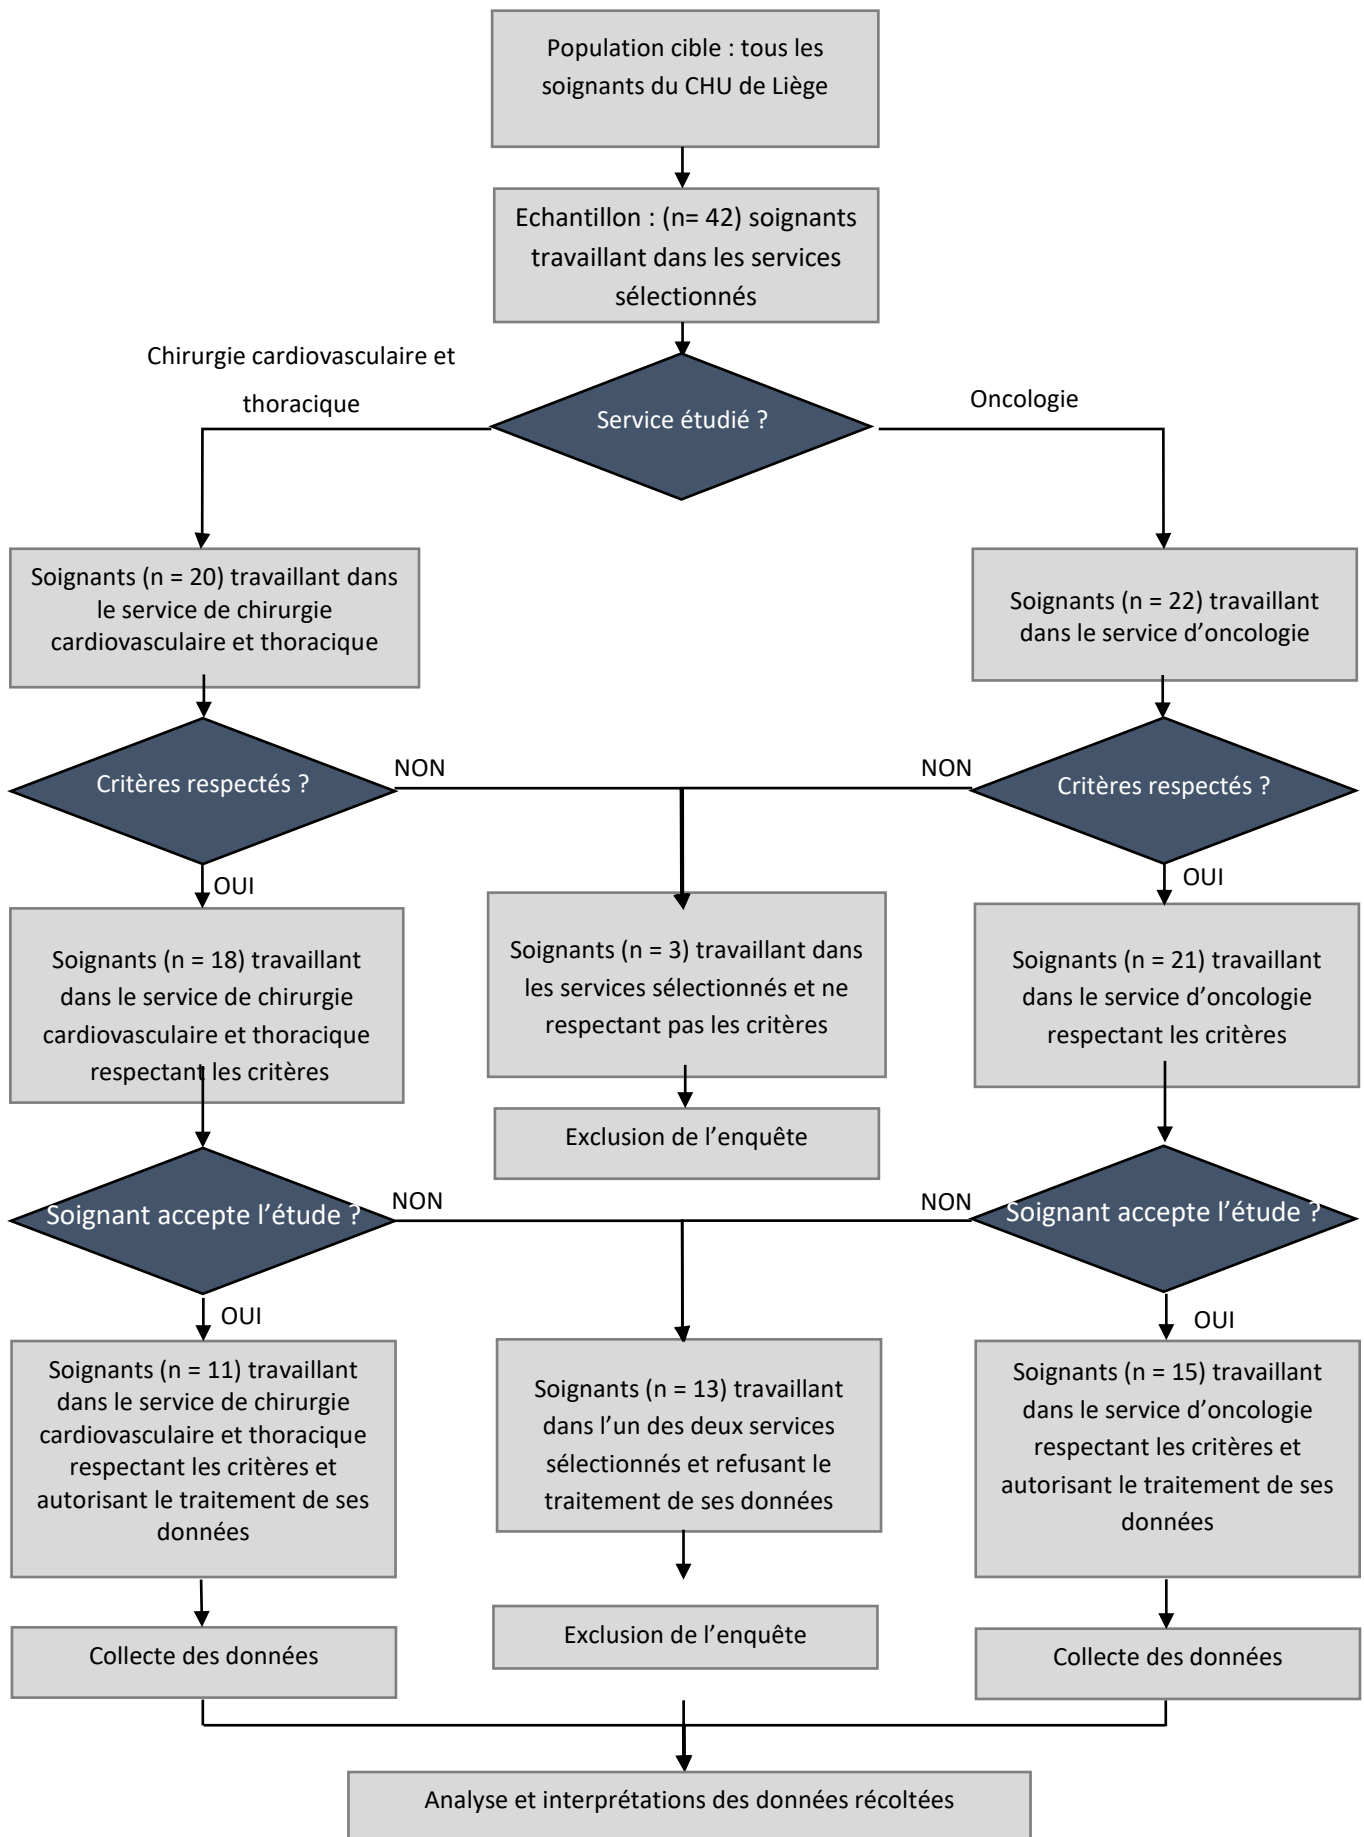 Population cible : tous les
soignants du CHU de Liège
Echantillon : (n= 42) soignants
travaillant dans les services
sélectionnés
Chirurgie cardiovasculaire et
thoracique
Service étudié ?
Oncologie
Soignants (n = 20) travaillant dans
le service de chirurgie
cardiovasculaire et thoracique
Soignants (n = 22) travaillant
dans le service d’oncologie
Critères respectés ?
NON
NON
Critères respectés ?
OUI
OUI
Soignants (n = 18) travaillant
dans le service de chirurgie
cardiovasculaire et thoracique
respectant les critères
Soignants (n = 3) travaillant dans
les services sélectionnés et ne
respectant pas les critères
Soignants (n = 21) travaillant
dans le service d’oncologie
respectant les critères
Exclusion de l’enquête
Soignant accepte l’étude ?
NON
NON
Soignant accepte l’étude ?
OUI
OUI
Soignants (n = 11) travaillant
dans le service de chirurgie
cardiovasculaire et thoracique
respectant les critères et
autorisant le traitement de ses
données
Soignants (n = 13) travaillant
dans l’un des deux services
sélectionnés et refusant le
traitement de ses données
Soignants (n = 15) travaillant
dans le service d’oncologie
respectant les critères et
autorisant le traitement de ses
données
Collecte des données
Exclusion de l’enquête
Collecte des données
Analyse et interprétations des données récoltées